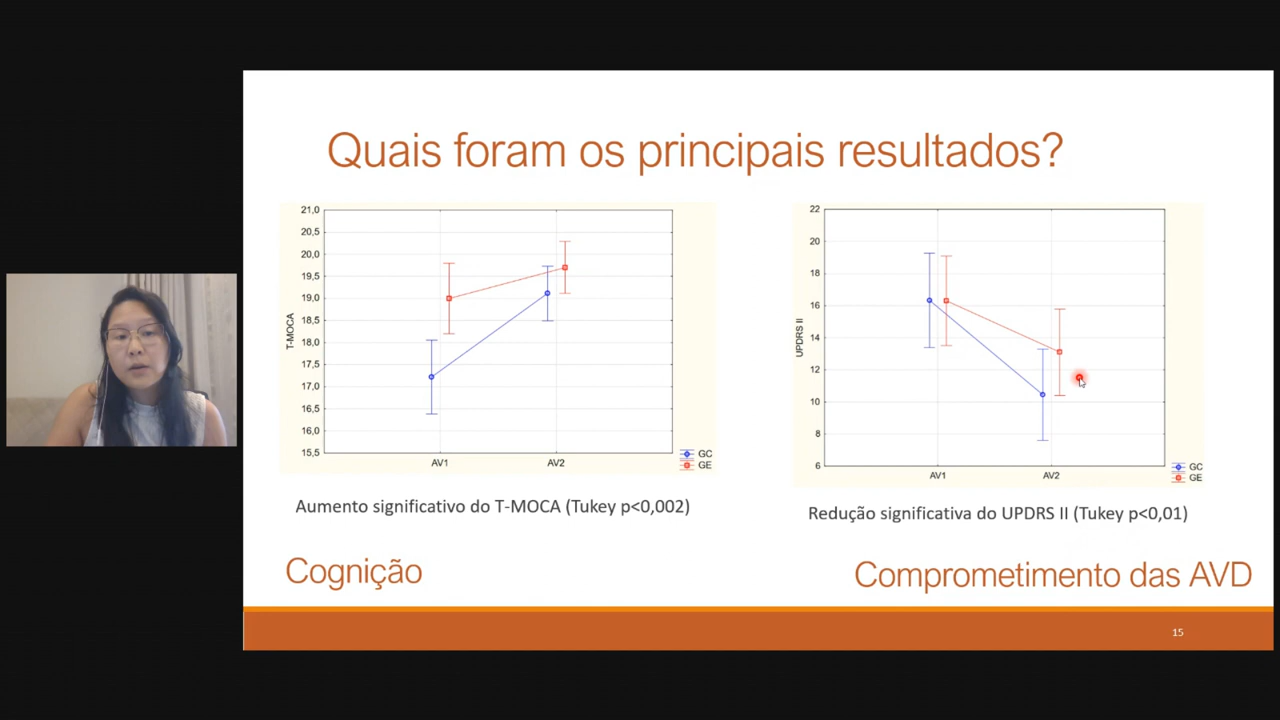 Quais foram os principais resultados?
21,0
20,5
20,0
19,5
19,0
18,5
18,0
17,5
17,0
16,5
16,0
15,5
T-MOCA
AV1
AV2
GC
GE
22
20
18
16
14
12
10
8
6
UPDRS II
AV1
AV2
GC
GE
Aumento significativo do T-MOCA (Tukey p<0,002)
Redução significativa do UPDRS II (Tukey p<0,01)
Cognição
Comprometimento das AVD
15